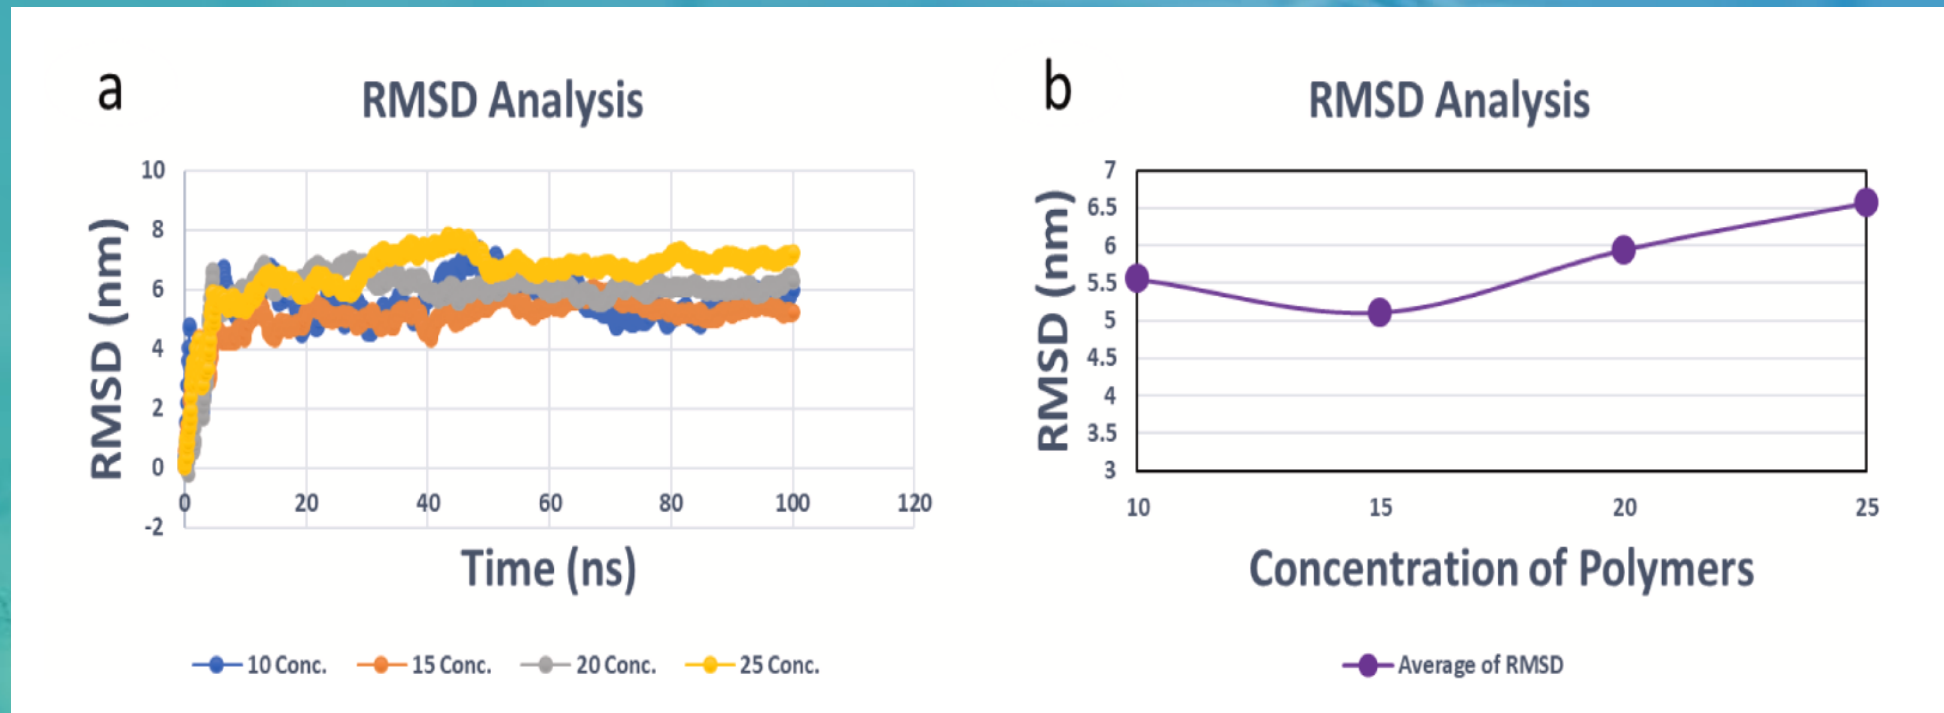 a
RMSD Analysis
10
8
6
4
2
0
-2
RMSD (nm)
0 20 40 60 80 100 120
Time (ns)
10 Conc. 15 Conc. 20 Conc. 25 Conc.
b
RMSD Analysis
7
6.5
6
5.5
5
4.5
4
3.5
3
RMSD (nm)
10 15 20 25
Concentration of Polymers
Average of RMSD